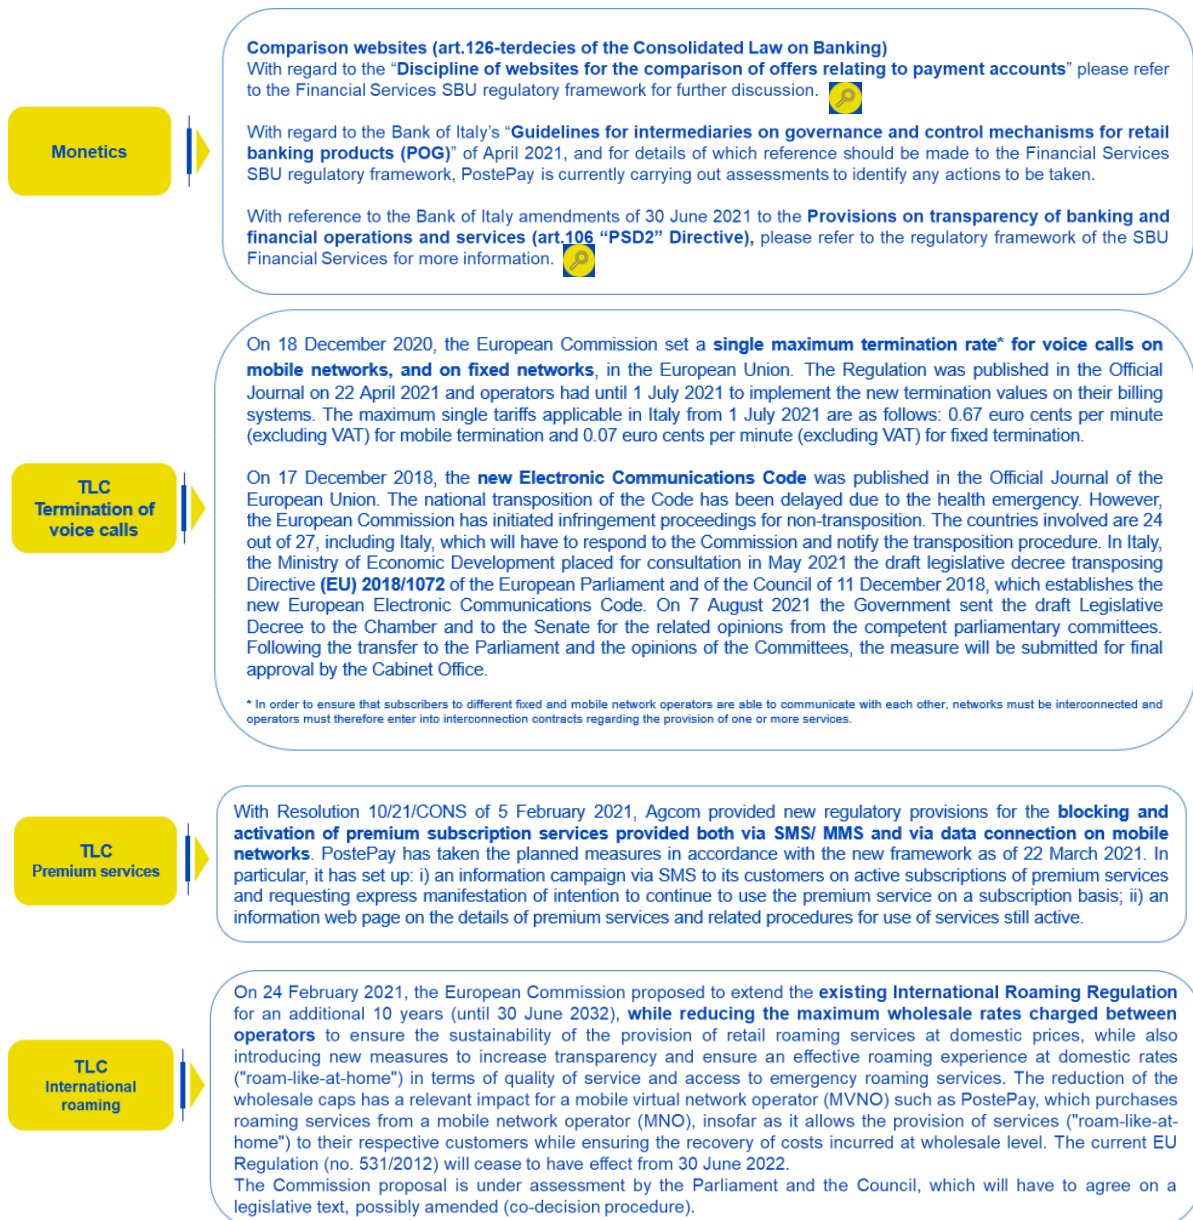 Monetics
Comparison websites (art.126-terdecies of the Consolidated Law on Banking)
With regard to the “Discipline of websites for the comparison of offers relating to payment accounts” please refer
to the Financial Services SBU regulatory framework for further discussion.
With regard to the Bank of Italy’s “Guidelines for intermediaries on governance and control mechanisms for retail
banking products (POG)” of April 2021, and for details of which reference should be made to the Financial Services
SBU regulatory framework, PostePay is currently carrying out assessments to identify any actions to be taken.
With reference to the Bank of Italy amendments of 30 June 2021 to the Provisions on transparency of banking and
financial operations and services (art.106 “PSD2” Directive), please refer to the regulatory framework of the SBU
Financial Services for more information.
TLC
Termination of
voice calls
On 18 December 2020, the European Commission set a single maximum termination rate* for voice calls on
mobile networks, and on fixed networks, in the European Union. The Regulation was published in the Official
Journal on 22 April 2021 and operators had until 1 July 2021 to implement the new termination values on their billing
systems. The maximum single tariffs applicable in Italy from 1 July 2021 are as follows: 0.67 euro cents per minute
(excluding VAT) for mobile termination and 0.07 euro cents per minute (excluding VAT) for fixed termination.
On 17 December 2018, the new Electronic Communications Code was published in the Official Journal of the
European Union. The national transposition of the Code has been delayed due to the health emergency. However,
the European Commission has initiated infringement proceedings for non-transposition. The countries involved are 24
out of 27, including Italy, which will have to respond to the Commission and notify the transposition procedure. In Italy,
the Ministry of Economic Development placed for consultation in May 2021 the draft legislative decree transposing
Directive (EU) 2018/1072 of the European Parliament and of the Council of 11 December 2018, which establishes the
new European Electronic Communications Code. On 7 August 2021 the Government sent the draft Legislative
Decree to the Chamber and to the Senate for the related opinions from the competent parliamentary committees.
Following the transfer to the Parliament and the opinions of the Committees, the measure will be submitted for final
approval by the Cabinet Office.
* In order to ensure that subscribers to different fixed and mobile network operators are able to communicate with each other, networks must be interconnected and
operators must therefore enter into interconnection contracts regarding the provision of one or more services.
TLC
Premium services
With Resolution 10/21/CONS of 5 February 2021, Agcom provided new regulatory provisions for the blocking and
activation of premium subscription services provided both via SMS/ MMS and via data connection on mobile
networks. PostePay has taken the planned measures in accordance with the new framework as of 22 March 2021. In
particular, it has set up: i) an information campaign via SMS to its customers on active subscriptions of premium services
and requesting express manifestation of intention to continue to use the premium service on a subscription basis; ii) an
information web page on the details of premium services and related procedures for use of services still active.
TLC
International
roaming
On 24 February 2021, the European Commission proposed to extend the existing International Roaming Regulation
for an additional 10 years (until 30 June 2032), while reducing the maximum wholesale rates charged between
operators to ensure the sustainability of the provision of retail roaming services at domestic prices, while also
introducing new measures to increase transparency and ensure an effective roaming experience at domestic rates
("roam-like-at-home") in terms of quality of service and access to emergency roaming services. The reduction of the
wholesale caps has a relevant impact for a mobile virtual network operator (MVNO) such as PostePay, which purchases
roaming services from a mobile network operator (MNO), insofar as it allows the provision of services ("roam-like-at-
home") to their respective customers while ensuring the recovery of costs incurred at wholesale level. The current EU
Regulation (no. 531/2012) will cease to have effect from 30 June 2022.
The Commission proposal is under assessment by the Parliament and the Council, which will have to agree on a
legislative text, possibly amended (co-decision procedure).